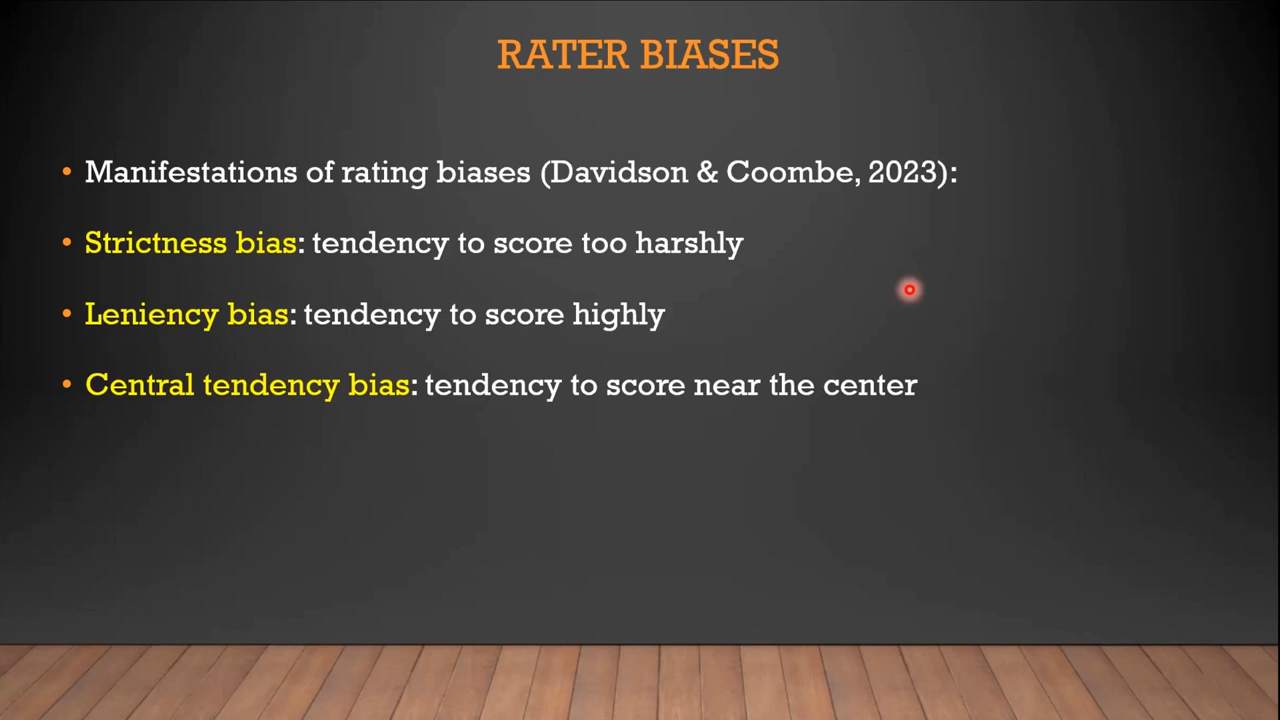 RATER BIASES
• Manifestations of rating biases (Davidson & Coombe, 2023):
• Strictness bias: tendency to score too harshly
• Leniency bias: tendency to score highly
• Central tendency bias: tendency to score near the center